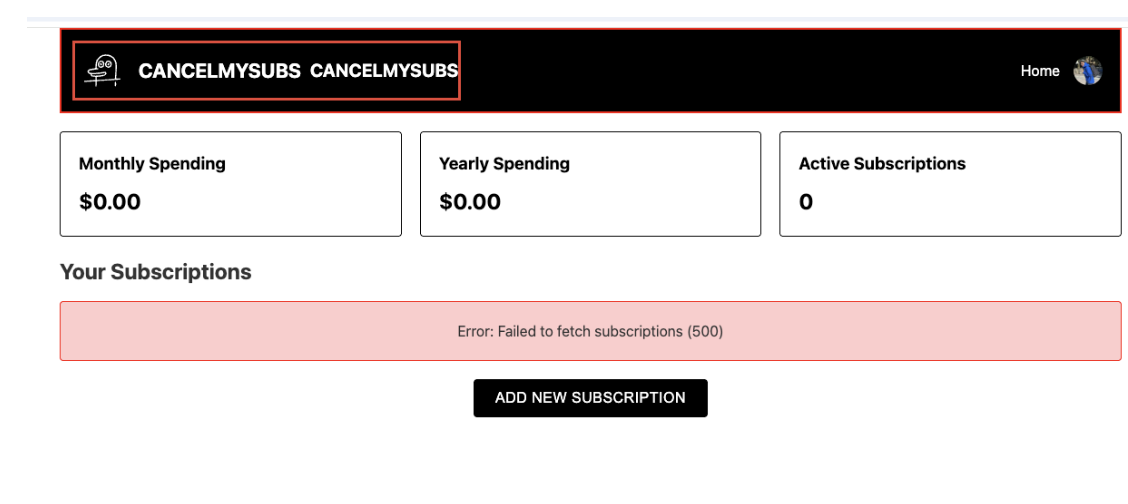 CANCELMYSUBS CANCELMYSUBS
Home
Monthly Spending
$0.00
Yearly Spending
$0.00
Active Subscriptions
0
Your Subscriptions
Error: Failed to fetch subscriptions (500)
ADD NEW SUBSCRIPTION